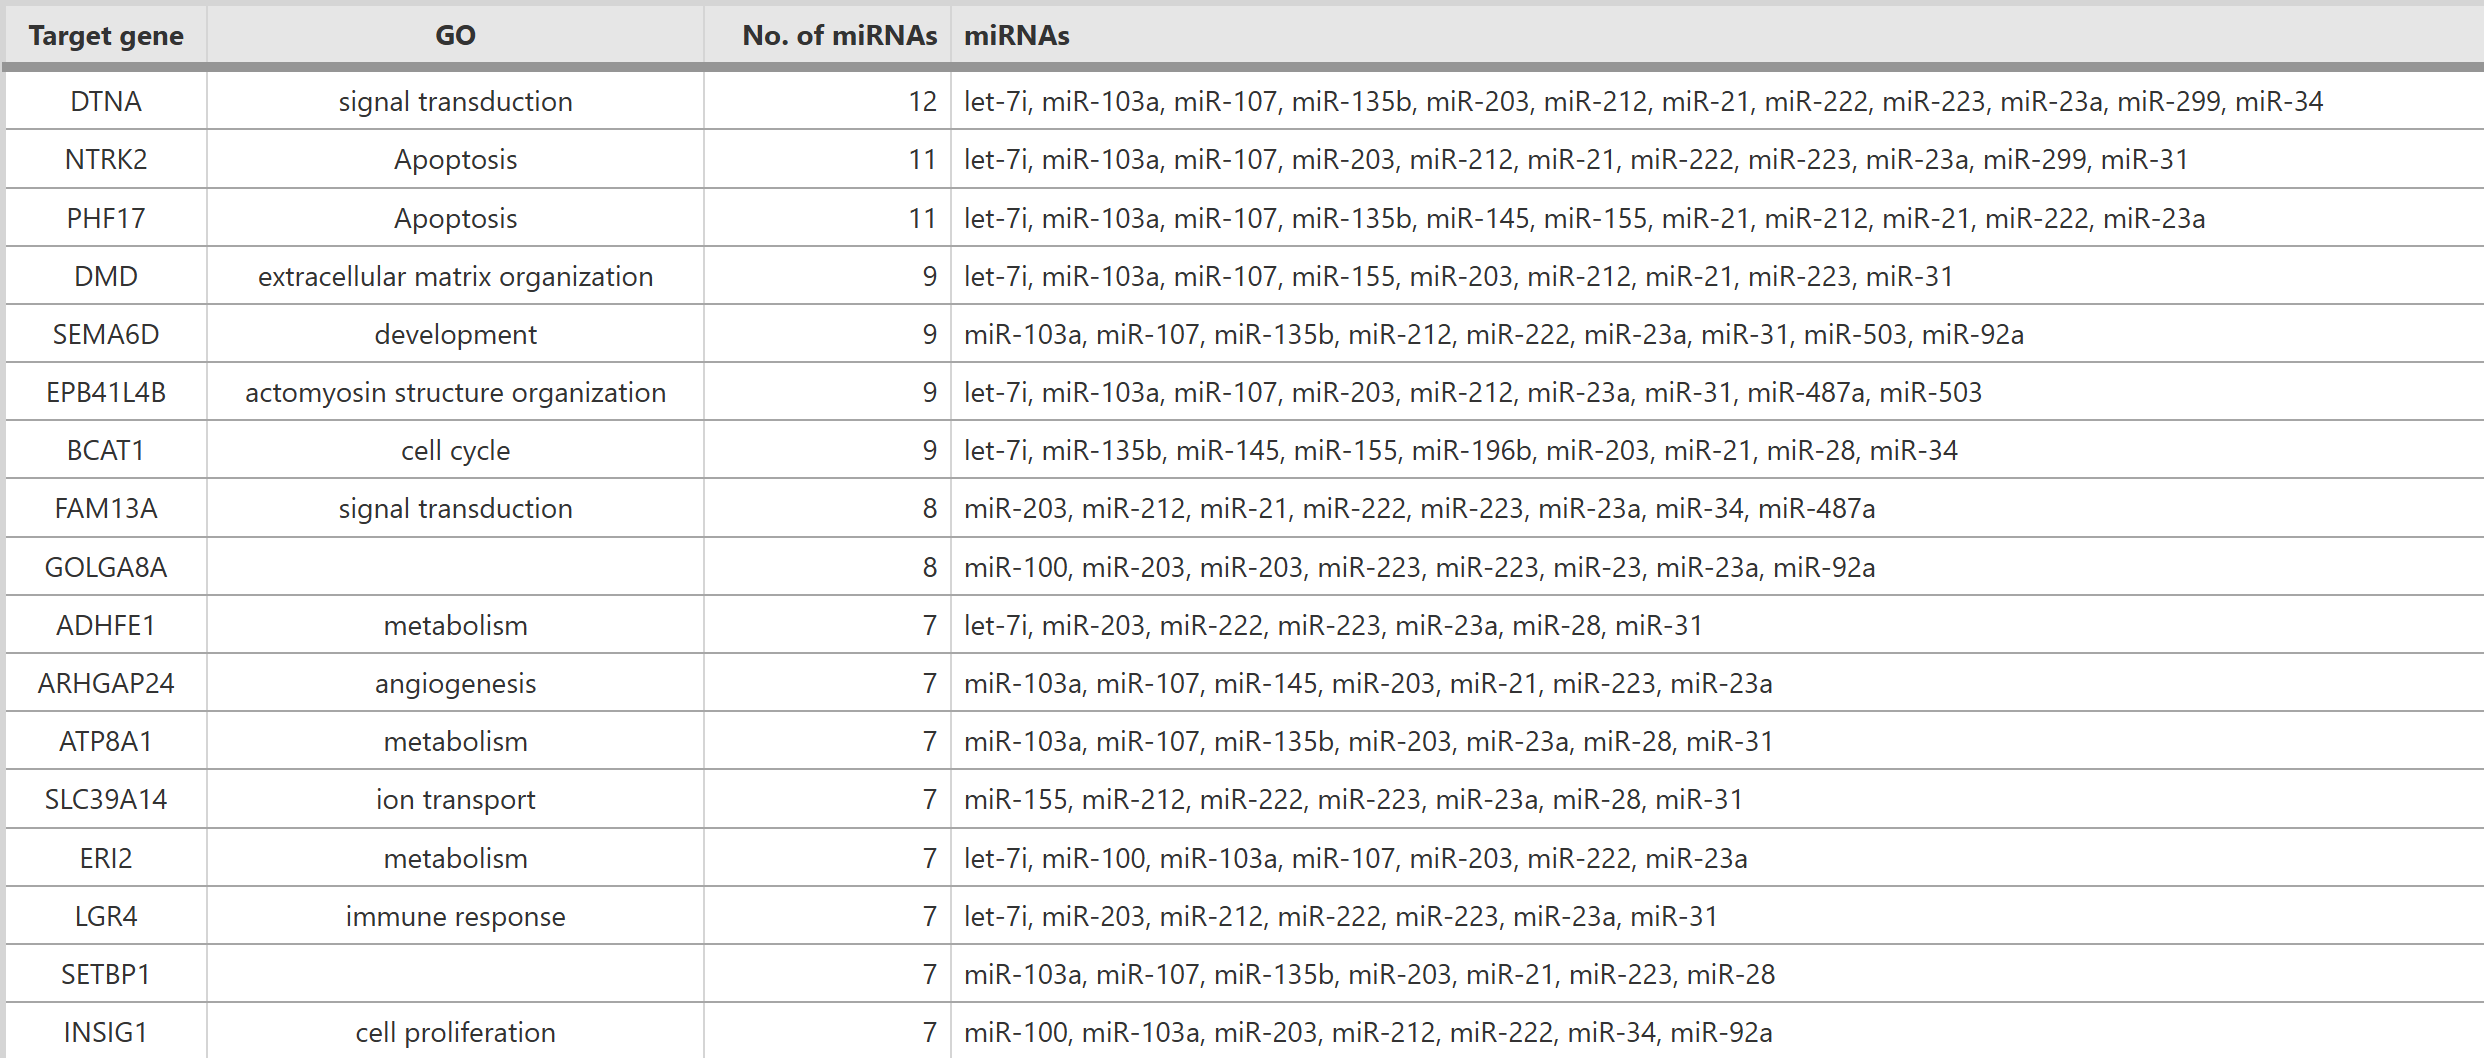 Target gene GO No. of miRNAs miRNAs
DTNA signal transduction 12 let-7i, miR-103a, miR-107, miR-135b, miR-203, miR-212, miR-21, miR-222, miR-223, miR-23a, miR-299, miR-34
NTRK2 Apoptosis 11 let-7i, miR-103a, miR-107, miR-203, miR-212, miR-21, miR-222, miR-223, miR-23a, miR-299, miR-31
PHF17 Apoptosis 11 let-7i, miR-103a, miR-107, miR-135b, miR-145, miR-155, miR-21, miR-212, miR-21, miR-222, miR-23a
DMD extracellular matrix organization 9 let-7i, miR-103a, miR-107, miR-155, miR-203, miR-212, miR-21, miR-223, miR-31
SEMA6D development 9 miR-103a, miR-107, miR-135b, miR-212, miR-222, miR-23a, miR-31, miR-503, miR-92a
EPB41L4B actomyosin structure organization 9 let-7i, miR-103a, miR-107, miR-203, miR-212, miR-23a, miR-31, miR-487a, miR-503
BCAT1 cell cycle 9 let-7i, miR-135b, miR-145, miR-155, miR-196b, miR-203, miR-21, miR-28, miR-34
FAM13A signal transduction 8 miR-203, miR-212, miR-21, miR-222, miR-223, miR-23a, miR-34, miR-487a
GOLGA8A 8 miR-100, miR-203, miR-203, miR-223, miR-223, miR-23, miR-23a, miR-92a
ADHFE1 metabolism 7 let-7i, miR-203, miR-222, miR-223, miR-23a, miR-28, miR-31
ARHGAP24 angiogenesis 7 miR-103a, miR-107, miR-145, miR-203, miR-21, miR-223, miR-23a
ATP8A1 metabolism 7 miR-103a, miR-107, miR-135b, miR-203, miR-23a, miR-28, miR-31
SLC39A14 ion transport 7 miR-155, miR-212, miR-222, miR-223, miR-23a, miR-28, miR-31
ERI2 metabolism 7 let-7i, miR-100, miR-103a, miR-107, miR-203, miR-222, miR-23a
LGR4 immune response 7 let-7i, miR-203, miR-212, miR-222, miR-223, miR-23a, miR-31
SETBP1 7 miR-103a, miR-107, miR-135b, miR-203, miR-21, miR-223, miR-28
INSIG1 cell proliferation 7 miR-100, miR-103a, miR-203, miR-212, miR-222, miR-34, miR-92a